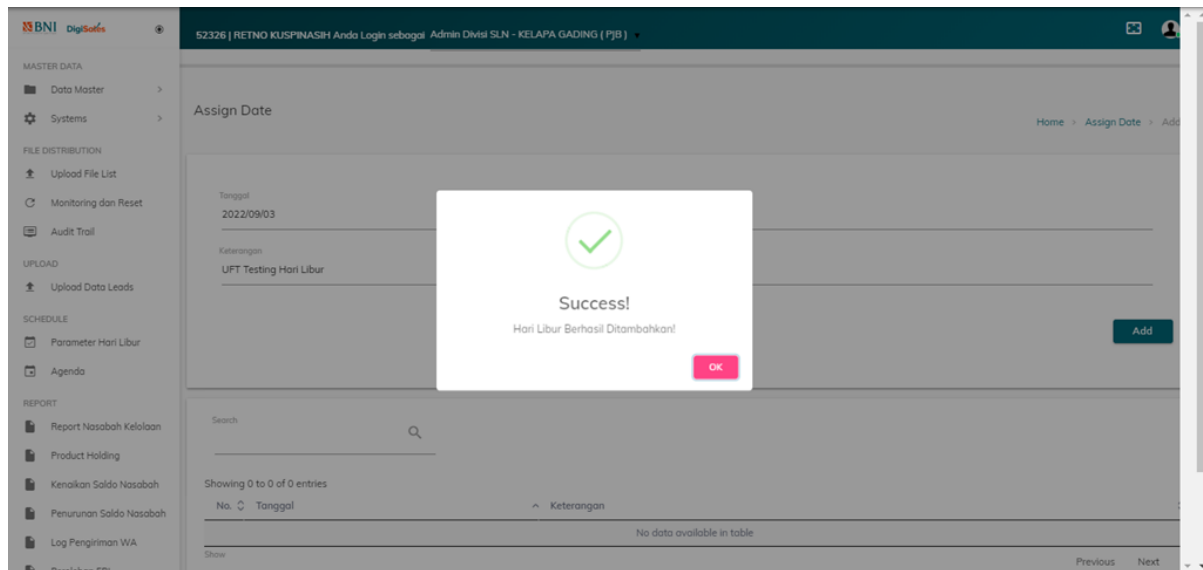 BNI DigiSales
52326 | RETNO KUSPINASIH Anda Login sebagai Admin Divisi SLN - KELAPA GADING ( PJB )
MASTER DATA
Data Master
Systems
FILE DISTRIBUTION
Upload File List
Monitoring dan Reset
Audit Trail
UPLOAD
Upload Data Leads
SCHEDULE
Parameter Hari Libur
Agenda
REPORT
Report Nasabah Kelolaan
Product Holding
Kenaikan Saldo Nasabah
Penurunan Saldo Nasabah
Log Pengiriman WA
Assign Date
Home > Assign Date > Add
Tanggal
2022/09/03
Keterangan
UFT Testing Hari Libur
Success!
Hari Libur Berhasil Ditambahkan!
OK
Add
Search
Showing 0 to 0 of 0 entries
No. Tanggal Keterangan
No data available in table
Show
Previous Next